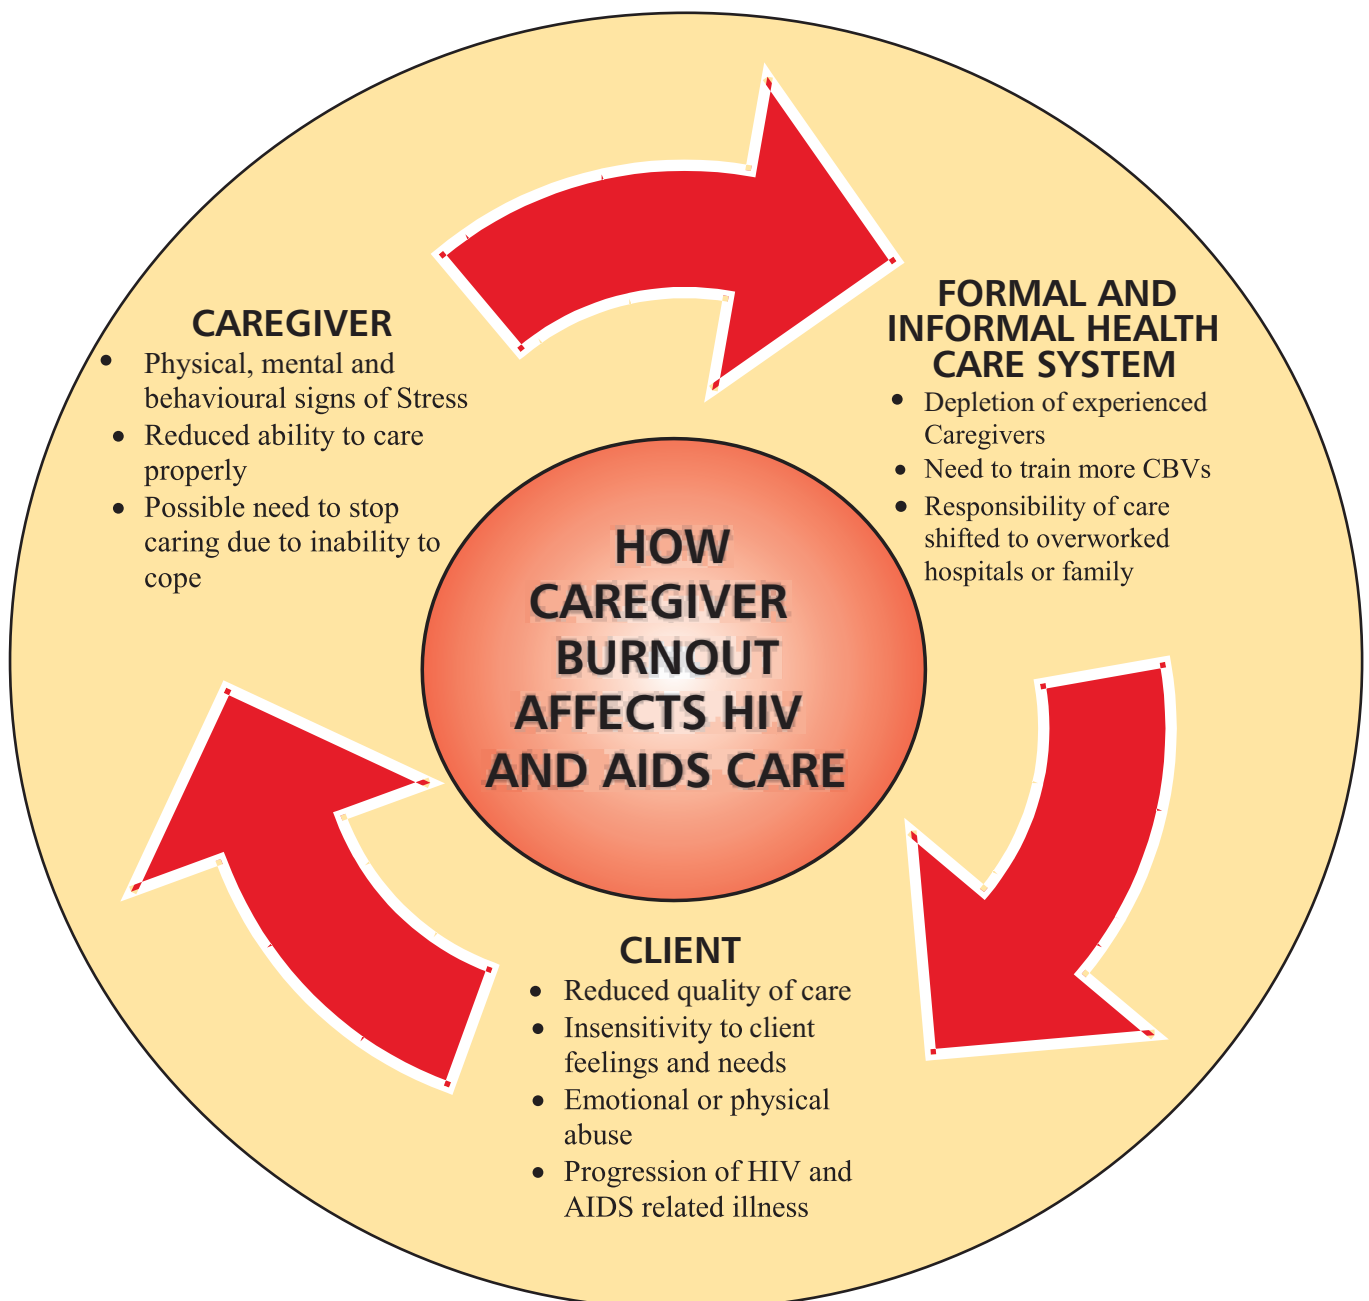 CAREGIVER
• Physical, mental and
behavioural signs of Stress
• Reduced ability to care
properly
• Possible need to stop
caring due to inability to
cope
FORMAL AND
INFORMAL HEALTH
CARE SYSTEM
• Depletion of experienced
Caregivers
• Need to train more CBVs
• Responsibility of care
shifted to overworked
hospitals or family
HOW
CAREGIVER
BURNOUT
AFFECTS HIV
AND AIDS CARE
CLIENT
• Reduced quality of care
• Insensitivity to client
feelings and needs
• Emotional or physical
abuse
• Progression of HIV and
AIDS related illness